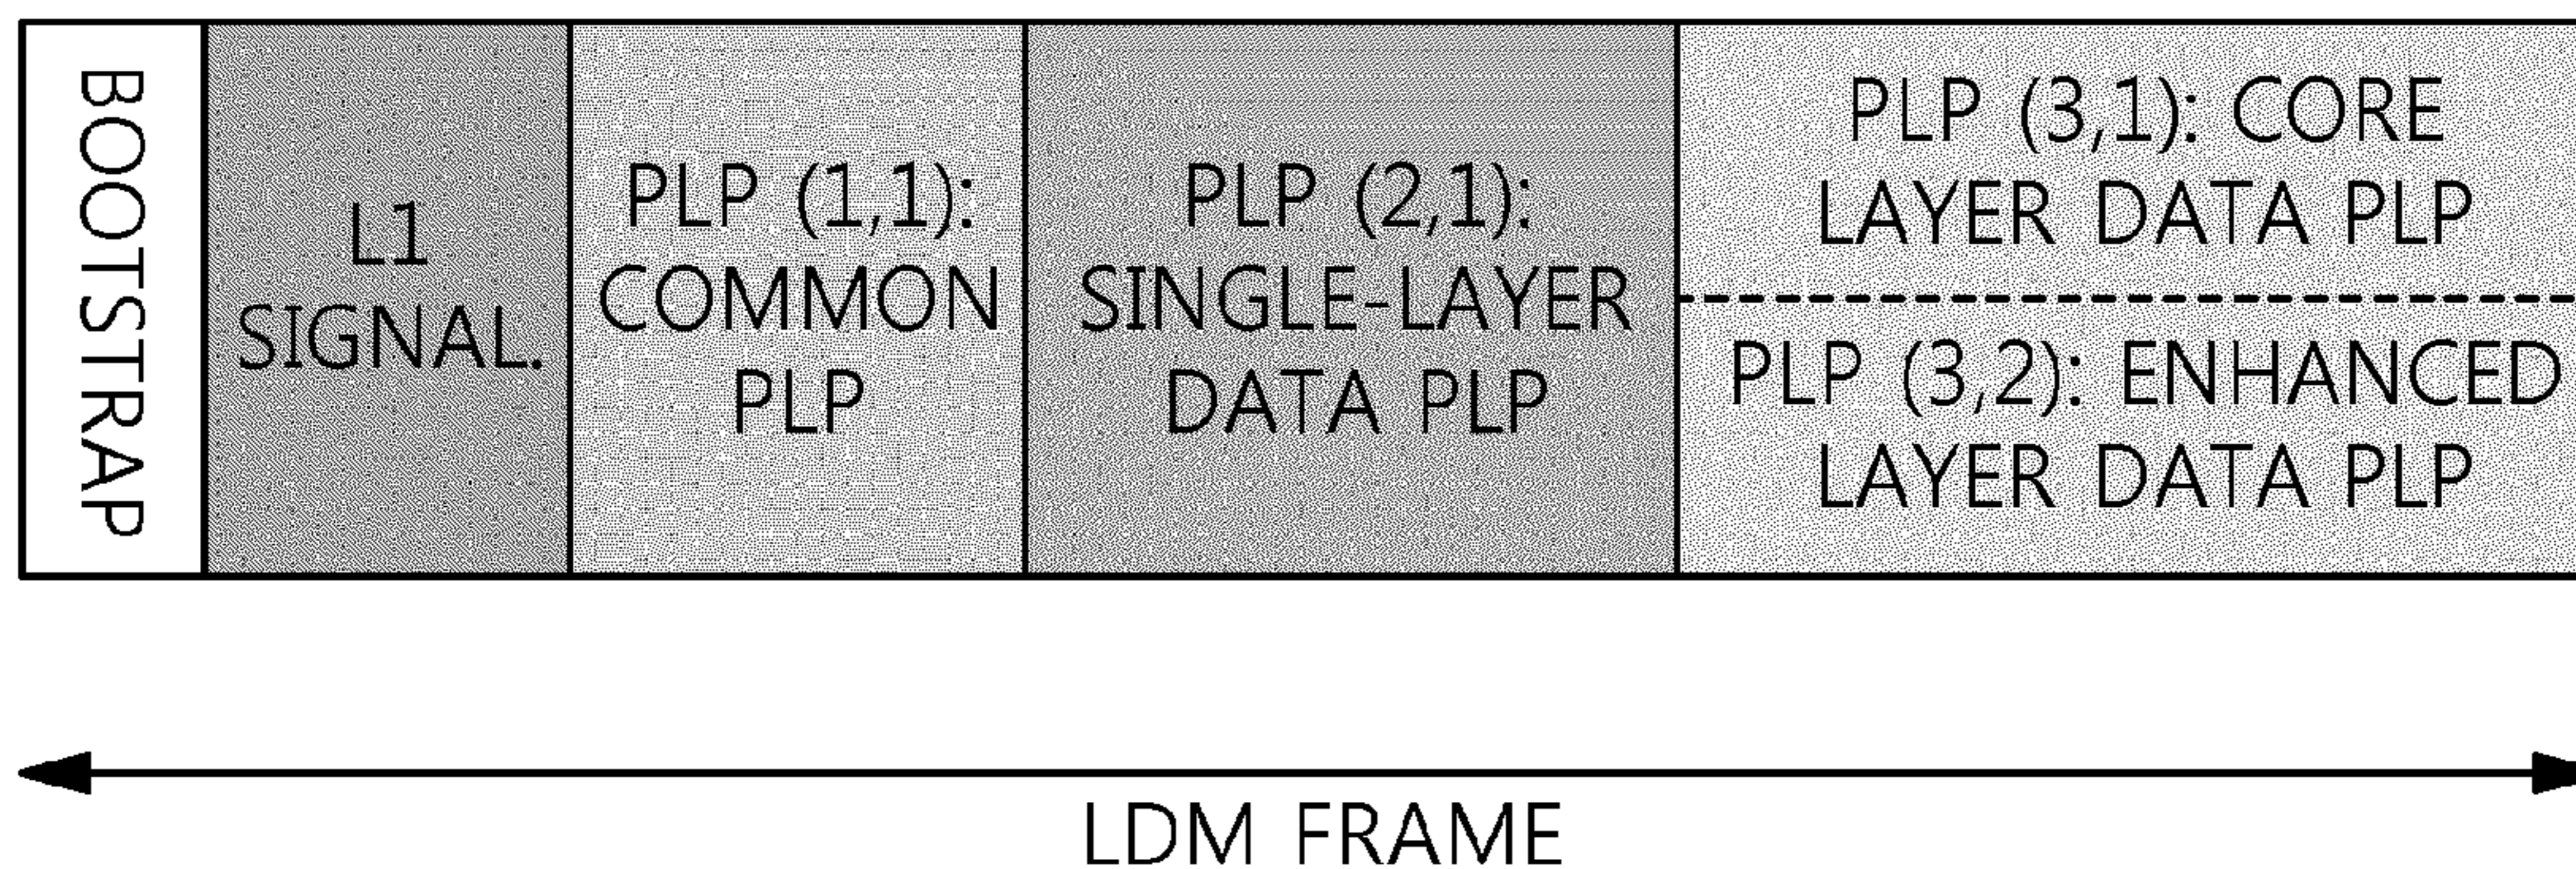 BOOTSTRAP
L1
SIGNAL.
PLP (1,1):
COMMON
PLP
PLP (2,1):
SINGLE-LAYER
DATA PLP
PLP (3,1): CORE
LAYER DATA PLP
PLP (3,2): ENHANCED
LAYER DATA PLP
LDM FRAME